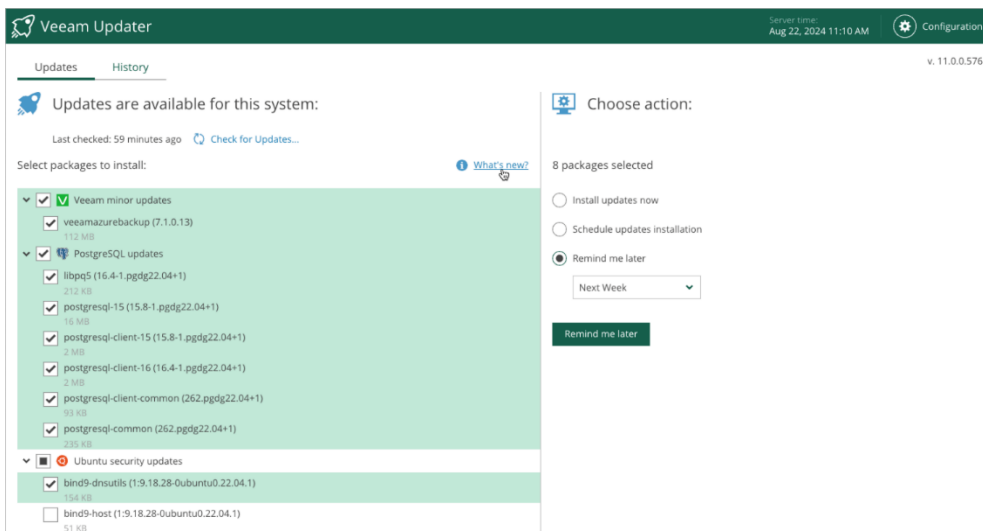 Veeam Updater
Server time:
Aug 22, 2024 11:10 AM
Configuration
Updates
History
v. 11.0.0.576
Updates are available for this system:
Last checked: 59 minutes ago
Check for Updates...
Select packages to install:
What's new?
Veeam minor updates
veeamazurebackup (7.1.0.13)
112 MB
PostgreSQL updates
libpq5 (16.4-1.pgdg22.04+1)
212 KB
postgresql-15 (15.8-1.pgdg22.04+1)
16 MB
postgresql-client-15 (15.8-1.pgdg22.04+1)
2 MB
postgresql-client-16 (16.4-1.pgdg22.04+1)
2 MB
postgresql-client-common (262.pgdg22.04+1)
93 KB
postgresql-common (262.pgdg22.04+1)
235 KB
Ubuntu security updates
bind9-dnsutils (1:9.18.28-0ubuntu0.22.04.1)
154 KB
bind9-host (1:9.18.28-0ubuntu0.22.04.1)
51 KB
Choose action:
8 packages selected
Install updates now
Schedule updates installation
Remind me later
Next Week
Remind me later